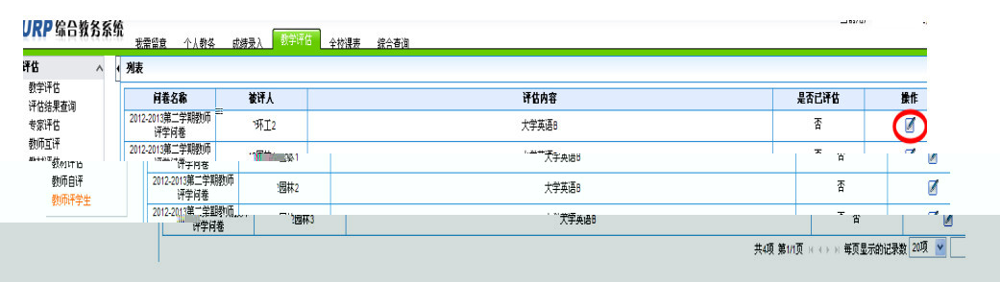 URP 综合教务系统
我需留意 个人教务 成绩录入 教学评估 全校课表 综合查询
评估
列表
教学评估
评估结果查询
专家评估
教师互评
教材评估
教师自评
教师评学生
问卷名称 被评人 评估内容 是否已评估 操作
2012-2013第二学期教师
评学问卷
环工2 大学英语B 否
2012-2013第二学期教师
评学问卷
1 大学英语B 否
2012-2013第二学期教师
评学问卷
园林2 大学英语B 否
2012-2013第二学期教师
评学问卷
园林3 大学英语B 否
共4项 第1/1页 每页显示的记录数 20项